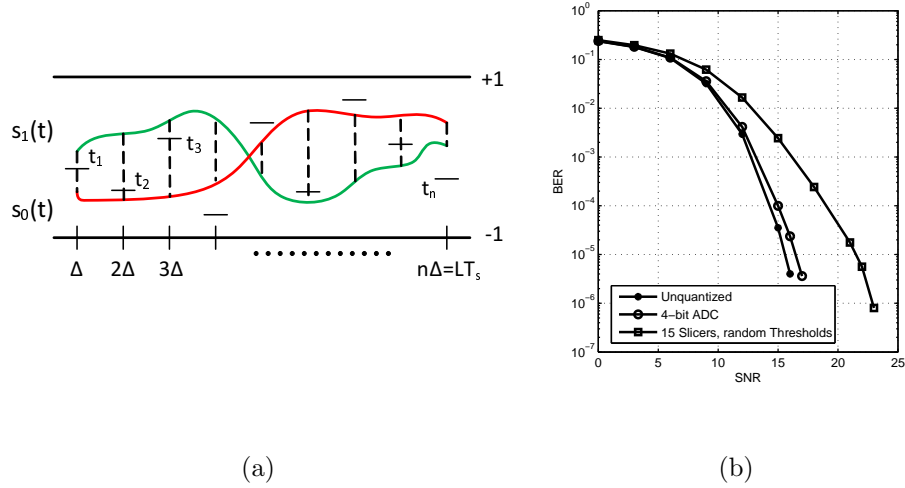 +1
s1(t)
t1
t2
t3
tn
s0(t)
-1
Δ 2Δ 3Δ nΔ=LTs
(a)
10^0
10^-1
10^-2
10^-3
10^-4
10^-5
10^-6
10^-7
BER
Unquantized
4-bit ADC
15 Slicers, random Thresholds
0 5 10 15 20 25
SNR
(b)